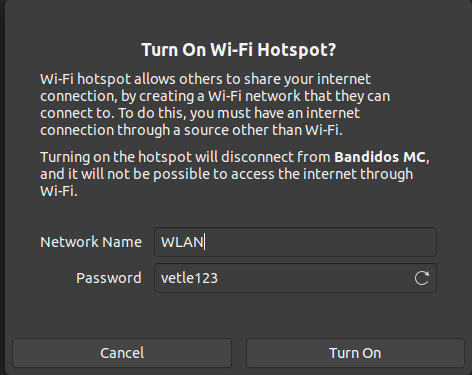 Turn On Wi-Fi Hotspot?
Wi-Fi hotspot allows others to share your internet
connection, by creating a Wi-Fi network that they can
connect to. To do this, you must have an internet
connection through a source other than Wi-Fi.
Turning on the hotspot will disconnect from Bandidos MC,
and it will not be possible to access the internet through
Wi-Fi.
Network Name WLAN
Password vetle123
Cancel Turn On